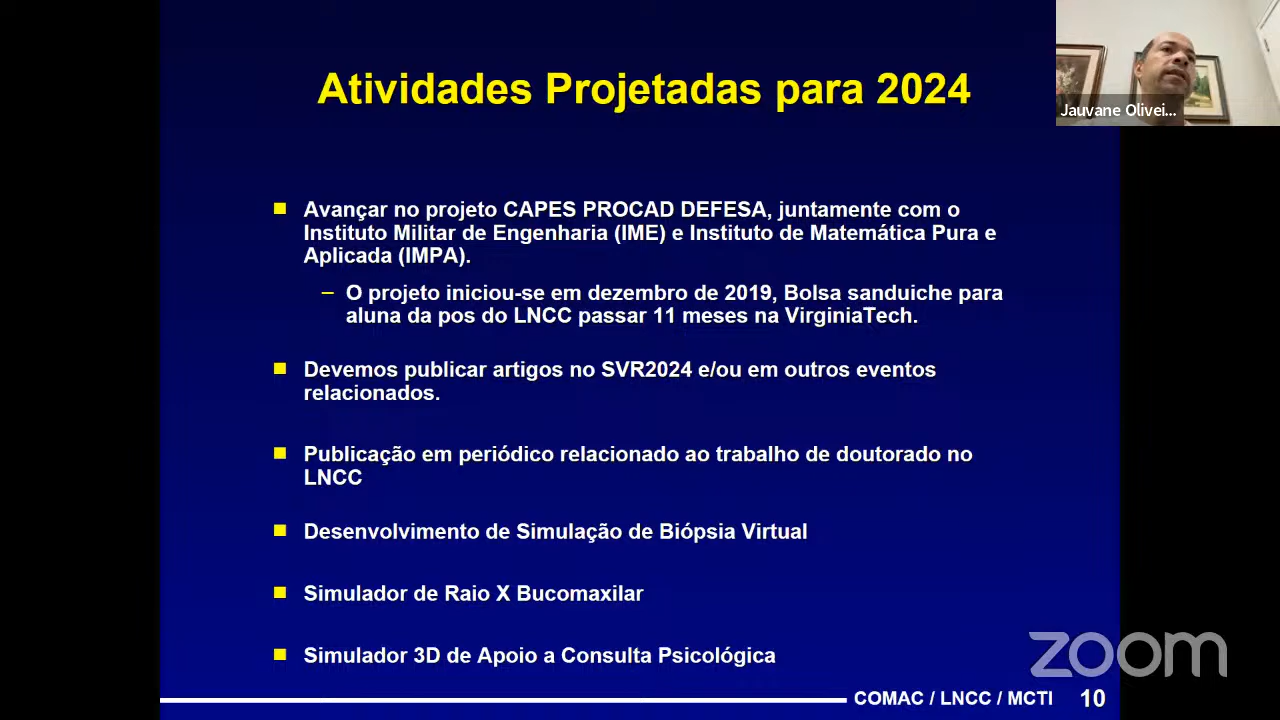 Atividades Projetadas para 2024
Jauvane Olivei...
Avançar no projeto CAPES PROCAD DEFESA, juntamente com o
Instituto Militar de Engenharia (IME) e Instituto de Matemática Pura e
Aplicada (IMPA).
– O projeto iniciou-se em dezembro de 2019, Bolsa sanduiche para
aluna da pos do LNCC passar 11 meses na VirginiaTech.
Devemos publicar artigos no SVR2024 e/ou em outros eventos
relacionados.
Publicação em periódico relacionado ao trabalho de doutorado no
LNCC
Desenvolvimento de Simulação de Biópsia Virtual
Simulador de Raio X Bucomaxilar
Simulador 3D de Apoio a Consulta Psicológica
zoom
COMAC / LNCC / MCTI 10